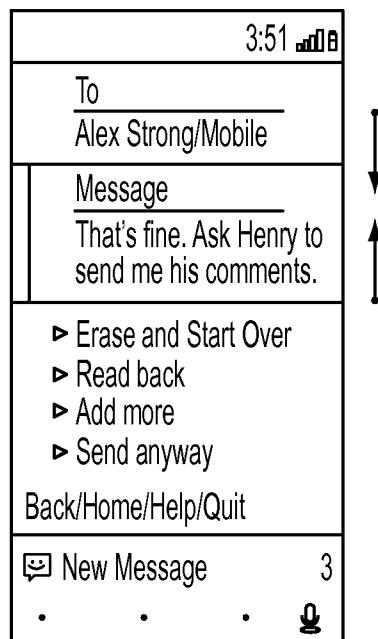 3:51
To
Alex Strong/Mobile
Message
That's fine. Ask Henry to
send me his comments.
Erase and Start Over
Read back
Add more
Send anyway
Back/Home/Help/Quit
New Message 3